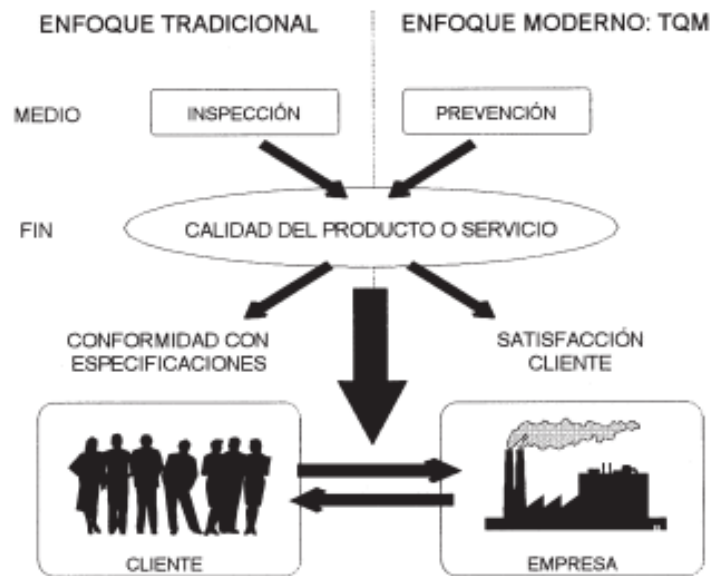 ENFOQUE TRADICIONAL
ENFOQUE MODERNO: TQM
MEDIO
INSPECCIÓN
PREVENCIÓN
FIN
CALIDAD DEL PRODUCTO O SERVICIO
CONFORMIDAD CON
ESPECIFICACIONES
SATISFACCIÓN
CLIENTE
CLIENTE
EMPRESA